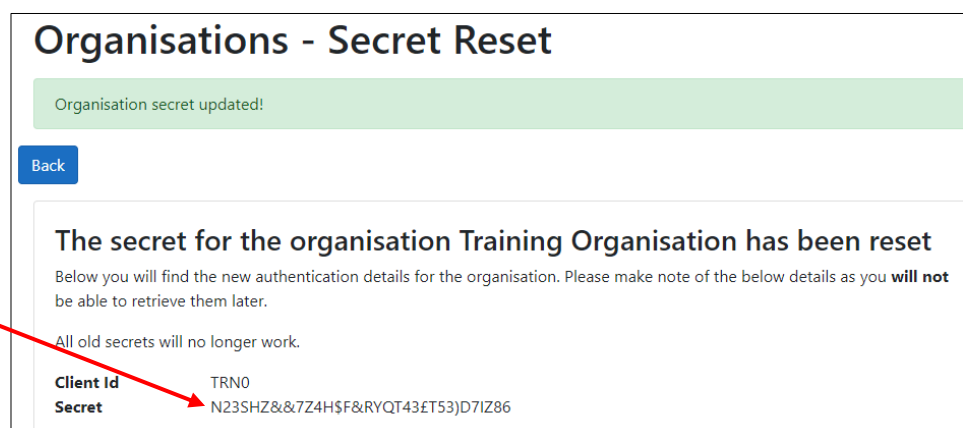 Organisations - Secret Reset
Organisation secret updated!
Back
The secret for the organisation Training Organisation has been reset
Below you will find the new authentication details for the organisation. Please make note of the below details as you will not
be able to retrieve them later.
All old secrets will no longer work.
Client Id TRN0
Secret N23SHZ&&7Z4H$F&RYQT43£T53)D7IZ86